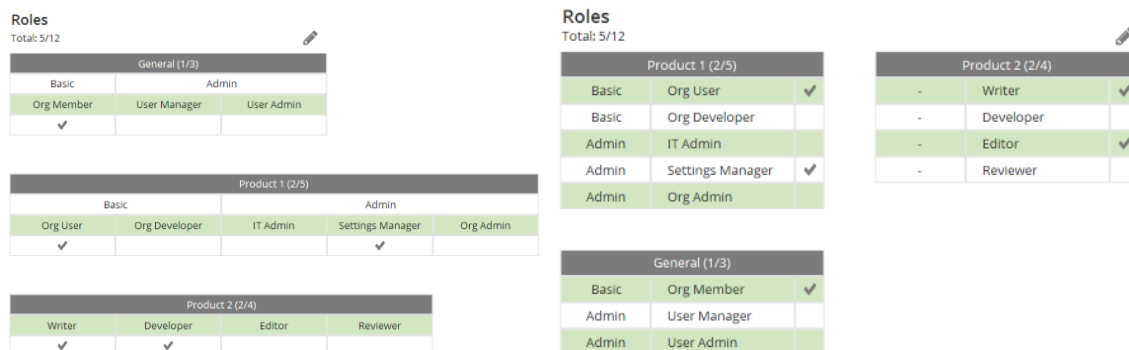 Roles
Total: 5/12
General (1/3)
Basic Admin
Org Member User Manager User Admin
✔
Product 1 (2/5)
Basic Admin
Org User Org Developer IT Admin Settings Manager Org Admin
✔ ✔
Product 2 (2/4)
Writer Developer Editor Reviewer
✔ ✔
Roles
Total: 5/12
Product 1 (2/5)
Basic Org User ✔
Basic Org Developer
Admin IT Admin
Admin Settings Manager ✔
Admin Org Admin
Product 2 (2/4)
- Writer ✔
- Developer
- Editor ✔
- Reviewer
General (1/3)
Basic Org Member ✔
Admin User Manager
Admin User Admin